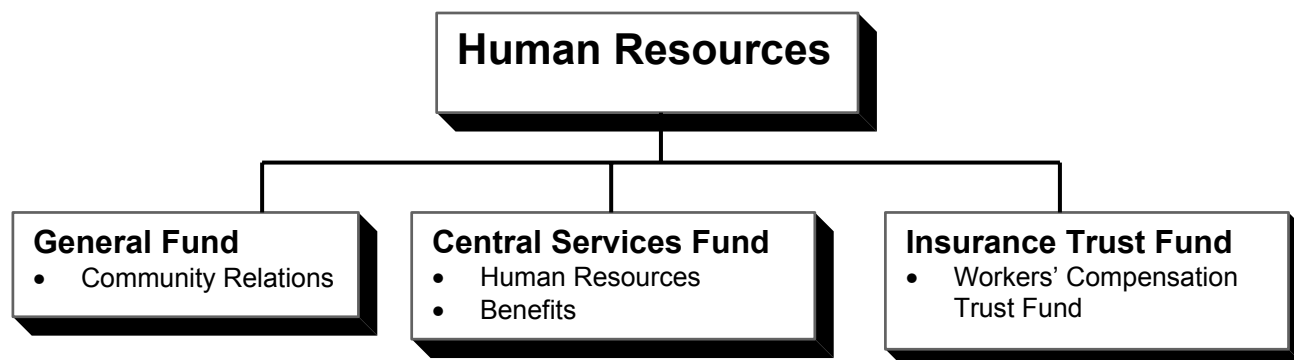 Human Resources
General Fund
• Community Relations
Central Services Fund
• Human Resources
• Benefits
Insurance Trust Fund
• Workers’ Compensation
Trust Fund